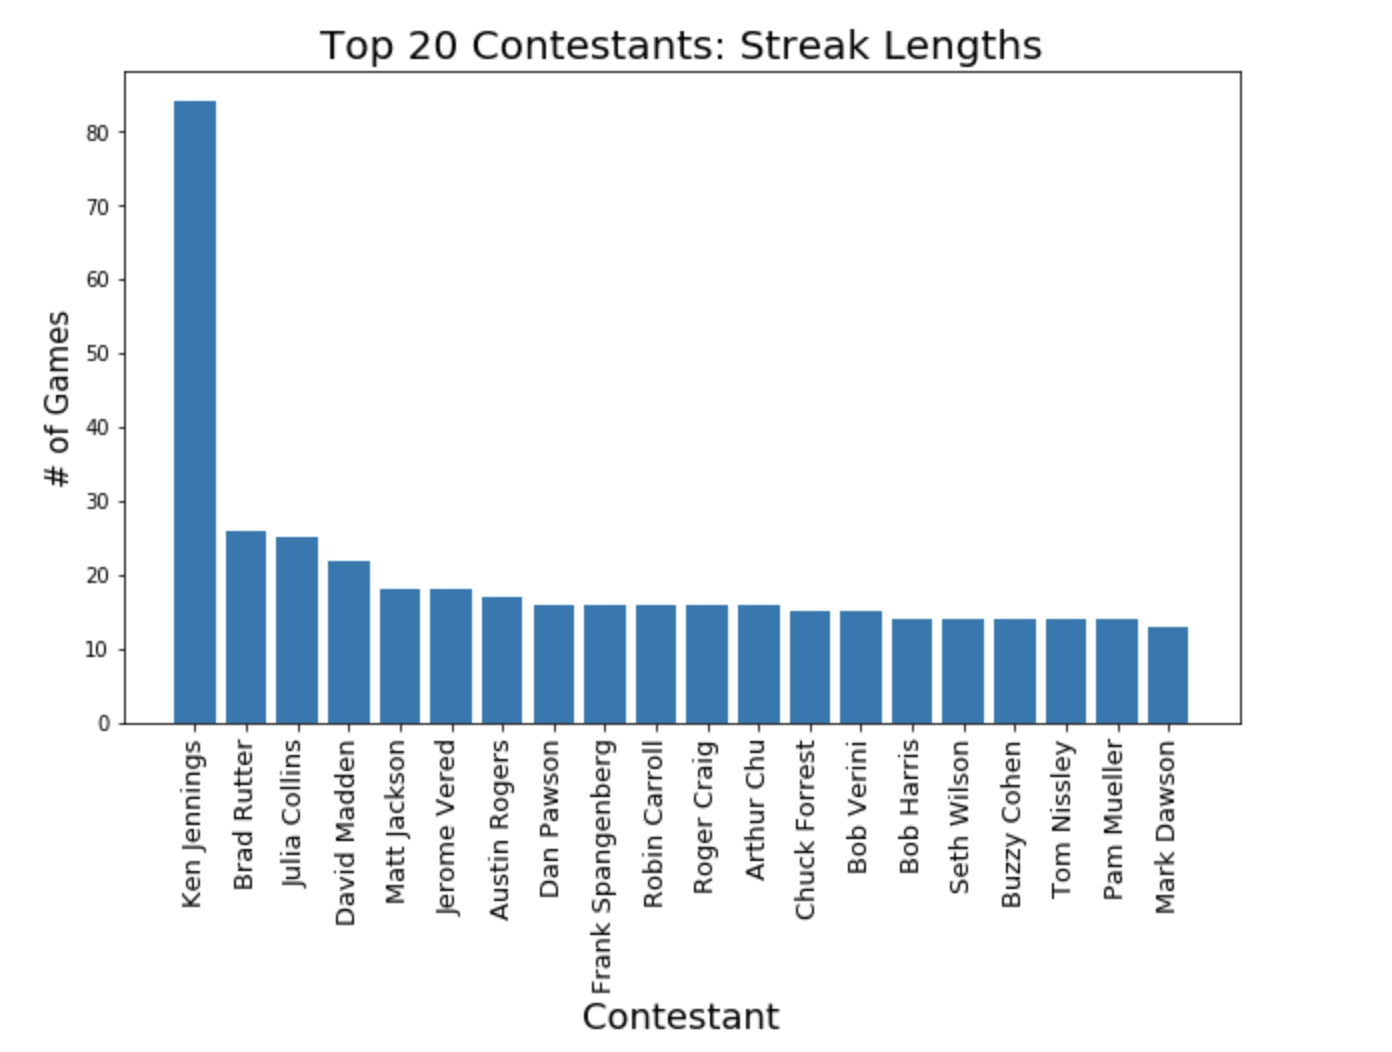 Top 20 Contestants: Streak Lengths
# of Games
80
70
60
50
40
30
20
10
0
Ken Jennings
Brad Rutter
Julia Collins
David Madden
Matt Jackson
Jerome Vered
Austin Rogers
Dan Pawson
Frank Spangenberg
Robin Carroll
Roger Craig
Arthur Chu
Chuck Forrest
Bob Verini
Bob Harris
Seth Wilson
Buzzy Cohen
Tom Nissley
Pam Mueller
Mark Dawson
Contestant